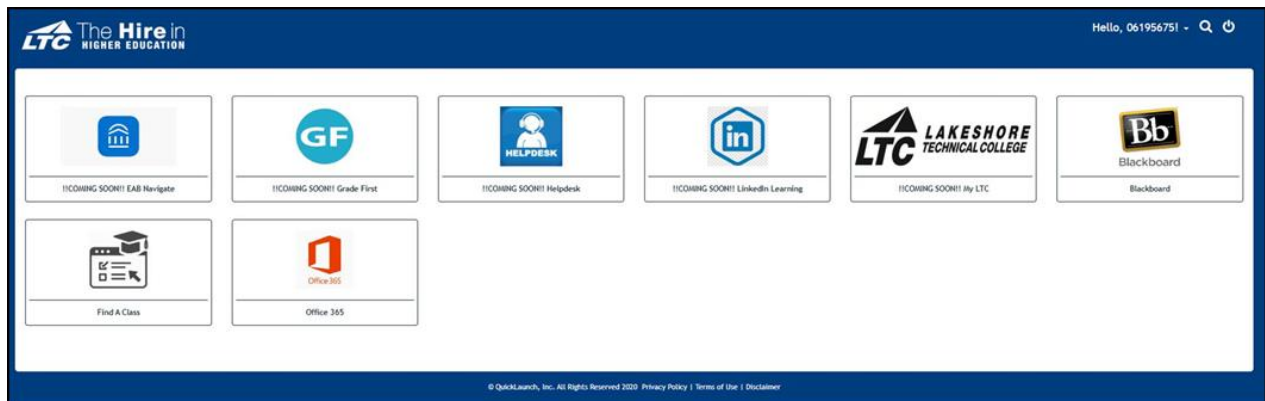 LTC The Hire in
HIGHER EDUCATION
Hello, 06195675!
GF
HELPDESK
in
LTC LAKESHORE
TECHNICAL COLLEGE
Bb
Blackboard
!!COMING SOON!! EAB Navigate
!!COMING SOON!! Grade First
!!COMING SOON!! Helpdesk
!!COMING SOON!! LinkedIn Learning
!!COMING SOON!! My LTC
Blackboard
Office 365
Find A Class
Office 365
© QuickLaunch, Inc. All Rights Reserved 2020 Privacy Policy | Terms of Use | Disclaimer